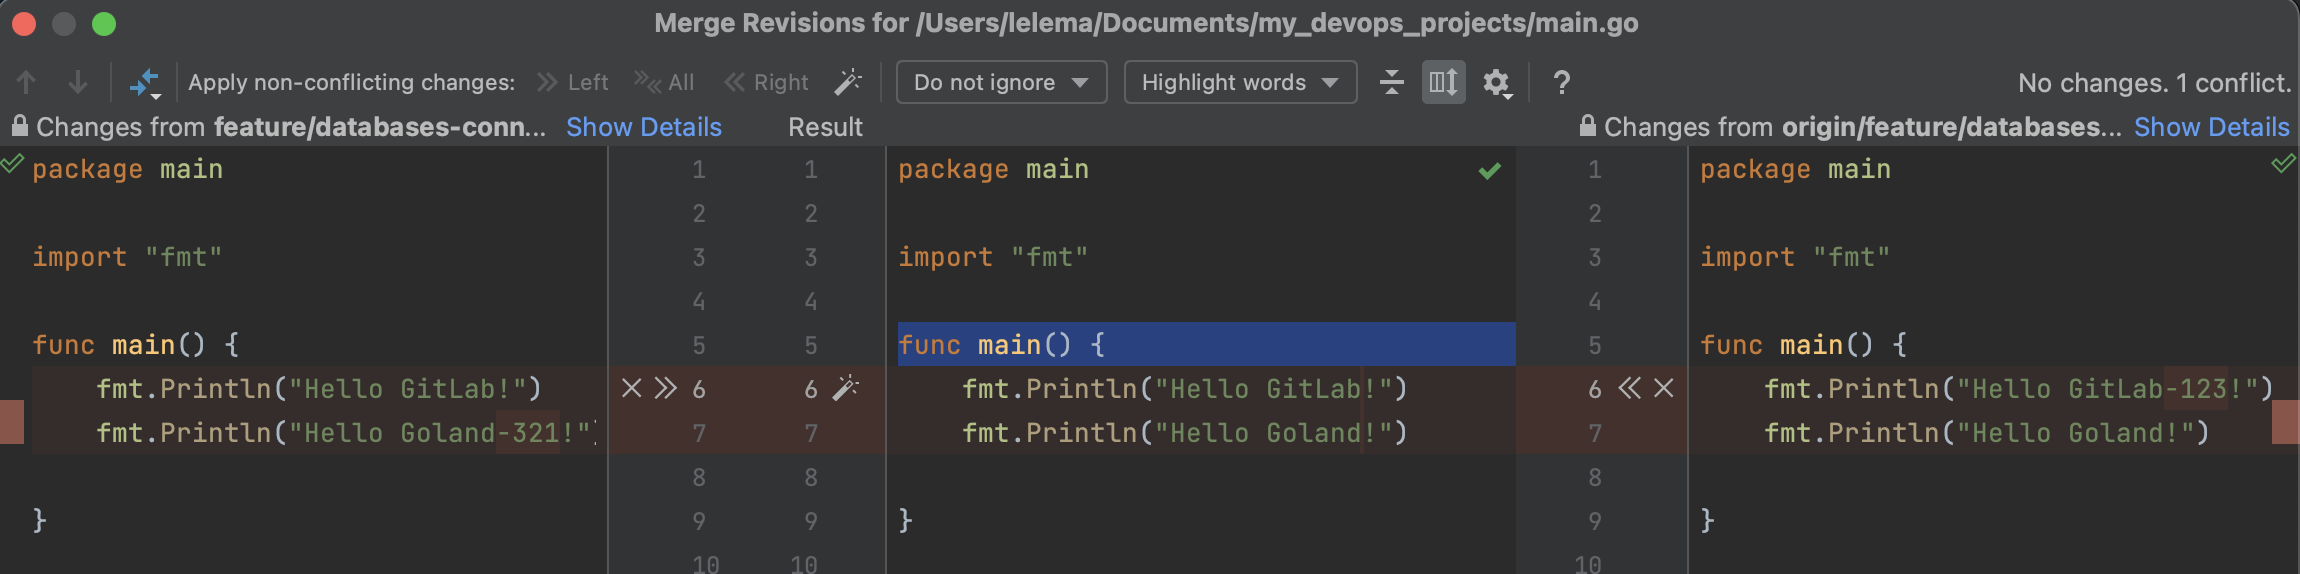 Merge Revisions for /Users/lelema/Documents/my_devops_projects/main.go
Apply non-conflicting changes: Left All Right Do not ignore Highlight words ? No changes. 1 conflict.
Changes from feature/databases-conn... Show Details Result Changes from origin/feature/databases... Show Details
package main 1 1 package main 1 package main
2 2 2
import "fmt" 3 3 import "fmt" 3 import "fmt"
4 4 4
func main() { 5 5 func main() { 5 func main() {
fmt.Println("Hello GitLab!") 6 6 fmt.Println("Hello GitLab!") 6 fmt.Println("Hello GitLab-123!")
fmt.Println("Hello Goland-321!") 7 7 fmt.Println("Hello Goland!") 7 fmt.Println("Hello Goland!")
8 8 8
} 9 9 } 9 }
10 10 10